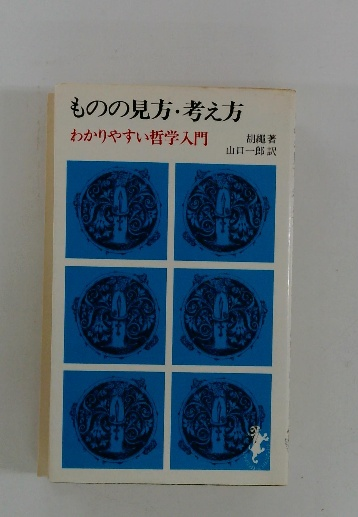 ものの見方・考え方
わかりやすい哲学入門
胡繩著
山口一郎訳